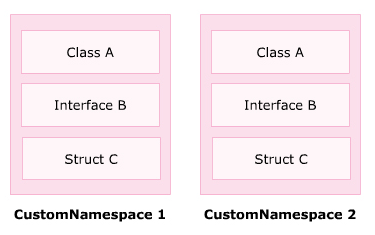 Class A
Interface B
Struct C
CustomNamespace 1
Class A
Interface B
Struct C
CustomNamespace 2